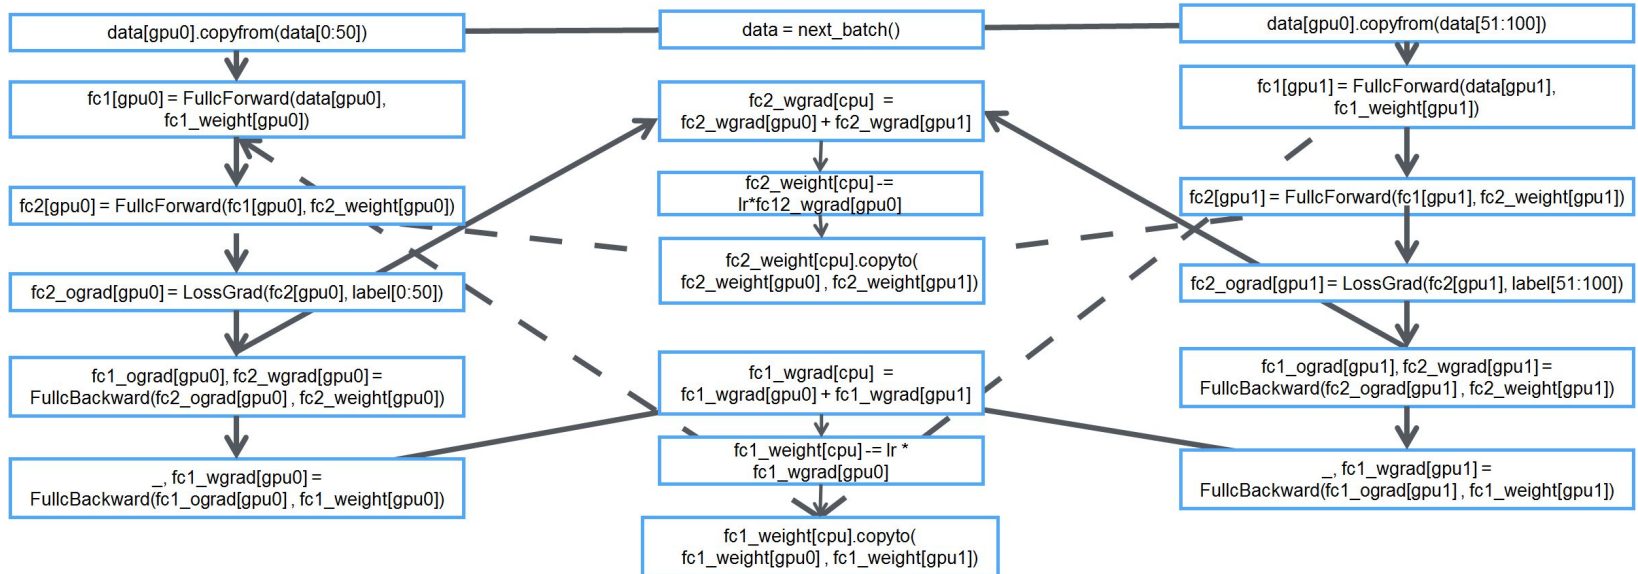 data[gpu0].copyfrom(data[0:50])
data = next_batch()
data[gpu0].copyfrom(data[51:100])
fc1[gpu0] = FullcForward(data[gpu0],
fc1_weight[gpu0])
fc2[gpu0] = FullcForward(fc1[gpu0], fc2_weight[gpu0])
fc2_ograd[gpu0] = LossGrad(fc2[gpu0], label[0:50])
fc1_ograd[gpu0], fc2_wgrad[gpu0] =
FullcBackward(fc2_ograd[gpu0] , fc2_weight[gpu0])
_, fc1_wgrad[gpu0] =
FullcBackward(fc1_ograd[gpu0] , fc1_weight[gpu0])
fc2_wgrad[cpu] =
fc2_wgrad[gpu0] + fc2_wgrad[gpu1]
fc2_weight[cpu] -=
lr*fc12_wgrad[gpu0]
fc2_weight[cpu].copyto(
fc2_weight[gpu0] , fc2_weight[gpu1])
fc1_wgrad[cpu] =
fc1_wgrad[gpu0] + fc1_wgrad[gpu1]
fc1_weight[cpu] -= lr *
fc1_wgrad[gpu0]
fc1_weight[cpu].copyto(
fc1_weight[gpu0] , fc1_weight[gpu1])
fc1[gpu1] = FullcForward(data[gpu1],
fc1_weight[gpu1])
fc2[gpu1] = FullcForward(fc1[gpu1], fc2_weight[gpu1])
fc2_ograd[gpu1] = LossGrad(fc2[gpu1], label[51:100])
fc1_ograd[gpu1], fc2_wgrad[gpu1] =
FullcBackward(fc2_ograd[gpu1] , fc2_weight[gpu1])
_, fc1_wgrad[gpu1] =
FullcBackward(fc1_ograd[gpu1] , fc1_weight[gpu1])